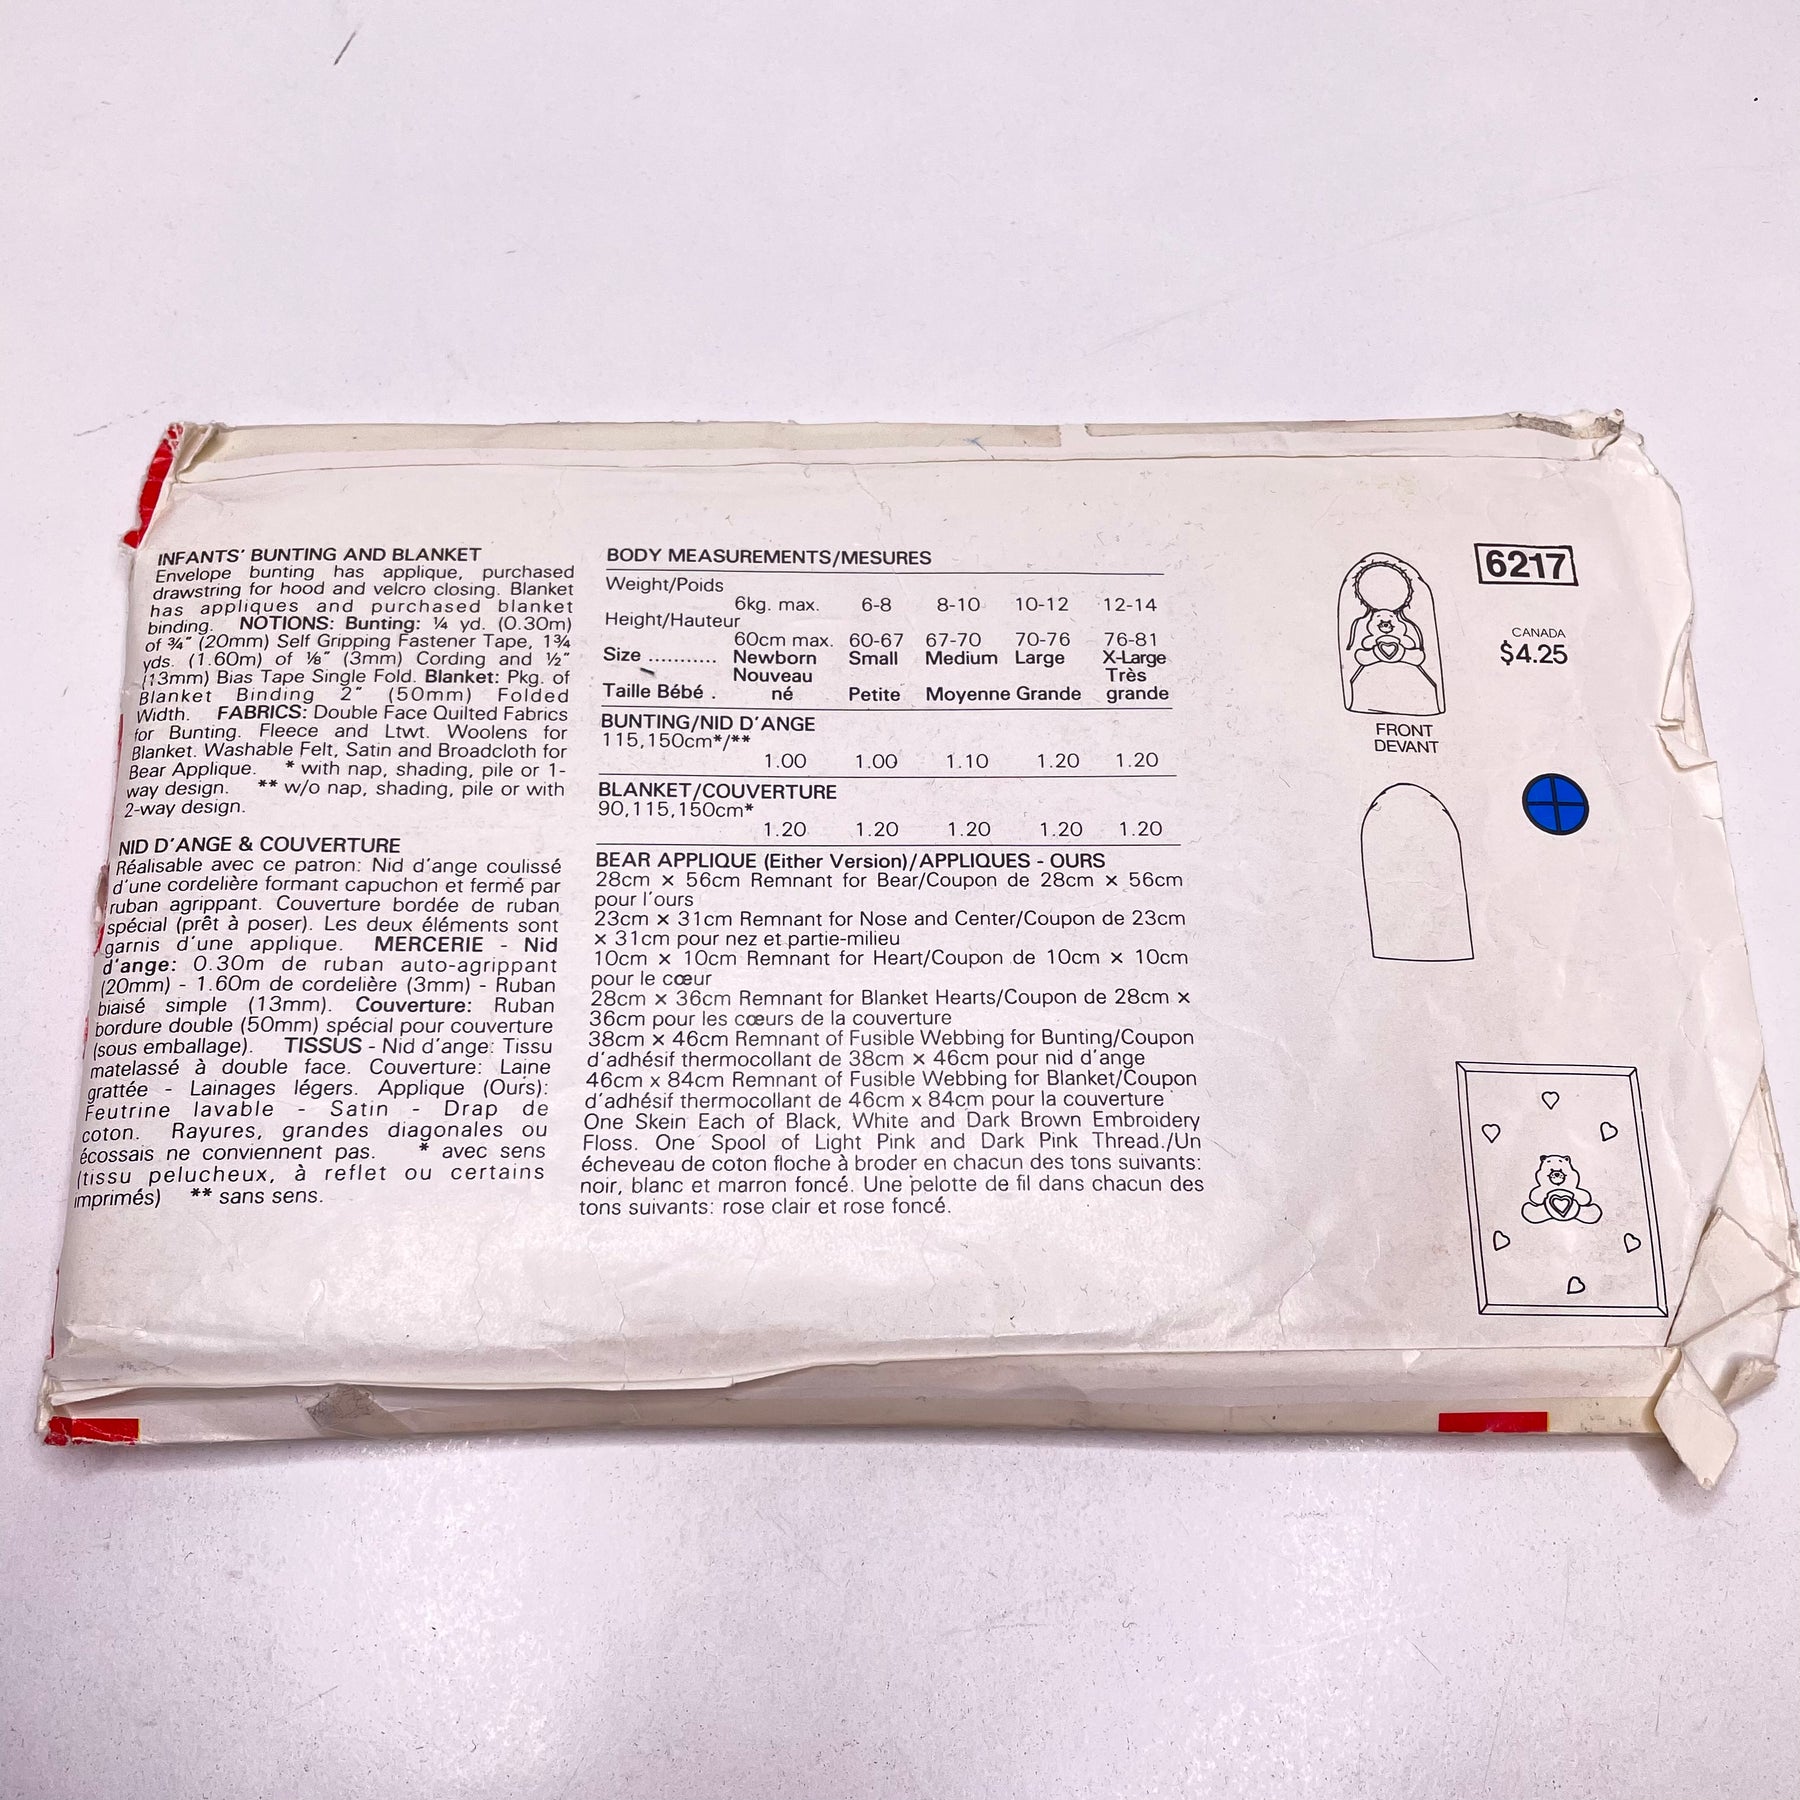 INFANTS' BUNTING AND BLANKET
Envelope bunting has applique, purchased
drawstring for hood and velcro closing. Blanket
has appliques and purchased blanket
binding. NOTIONS: Bunting: ¼ yd. (0.30m)
of ¾" (20mm) Self Gripping Fastener Tape, 1¾
yds. (1.60m) of ⅛" (3mm) Cording and ½"
(13mm) Bias Tape Single Fold. Blanket: Pkg. of
Blanket Binding 2" (50mm) Folded
Width. FABRICS: Double Face Quilted Fabrics
for Bunting. Fleece and Ltwt. Woolens for
Blanket. Washable Felt, Satin and Broadcloth for
Bear Applique. * with nap, shading, pile or 1-
way design. ** w/o nap, shading, pile or with
2-way design.
NID D'ANGE & COUVERTURE
Réalisable avec ce patron: Nid d'ange coulissé
d'une cordelière formant capuchon et fermé par
ruban agrippant. Couverture bordée de ruban
spécial (prêt à poser). Les deux éléments sont
garnis d'une applique. MERCERIE - Nid
d'ange: 0.30m de ruban auto-agrippant
(20mm) - 1.60m de cordelière (3mm) - Ruban
biaisé simple (13mm). Couverture: Ruban
bordure double (50mm) spécial pour couverture
(sous emballage). TISSUS - Nid d'ange: Tissu
matelassé à double face. Couverture: Laine
grattée - Lainages légers. Applique (Ours):
Feutrine lavable - Satin - Drap de
coton. Rayures, grandes diagonales ou
écossais ne conviennent pas. * avec sens
(tissu pelucheux, à reflet ou certains
imprimés) ** sans sens.
BODY MEASUREMENTS/MESURES
Weight/Poids
6kg. max. 6-8 8-10 10-12 12-14
Height/Hauteur
60cm max. 60-67 67-70 70-76 76-81
Size ........... Newborn Small Medium Large X-Large
Nouveau Très
Taille Bébé . né Petite Moyenne Grande grande
BUNTING/NID D'ANGE
115,150cm*/**
1.00 1.00 1.10 1.20 1.20
BLANKET/COUVERTURE
90,115,150cm*
1.20 1.20 1.20 1.20 1.20
BEAR APPLIQUE (Either Version)/APPLIQUES - OURS
28cm × 56cm Remnant for Bear/Coupon de 28cm × 56cm
pour l'ours
23cm × 31cm Remnant for Nose and Center/Coupon de 23cm
× 31cm pour nez et partie-milieu
10cm × 10cm Remnant for Heart/Coupon de 10cm × 10cm
pour le cœur
28cm × 36cm Remnant for Blanket Hearts/Coupon de 28cm ×
36cm pour les cœurs de la couverture
38cm × 46cm Remnant of Fusible Webbing for Bunting/Coupon
d'adhésif thermocollant de 38cm × 46cm pour nid d'ange
46cm x 84cm Remnant of Fusible Webbing for Blanket/Coupon
d'adhésif thermocollant de 46cm x 84cm pour la couverture
One Skein Each of Black, White and Dark Brown Embroidery
Floss. One Spool of Light Pink and Dark Pink Thread./Un
écheveau de coton floche à broder en chacun des tons suivants:
noir, blanc et marron foncé. Une pelotte de fil dans chacun des
tons suivants: rose clair et rose foncé.
6217
CANADA
$4.25
FRONT
DEVANT